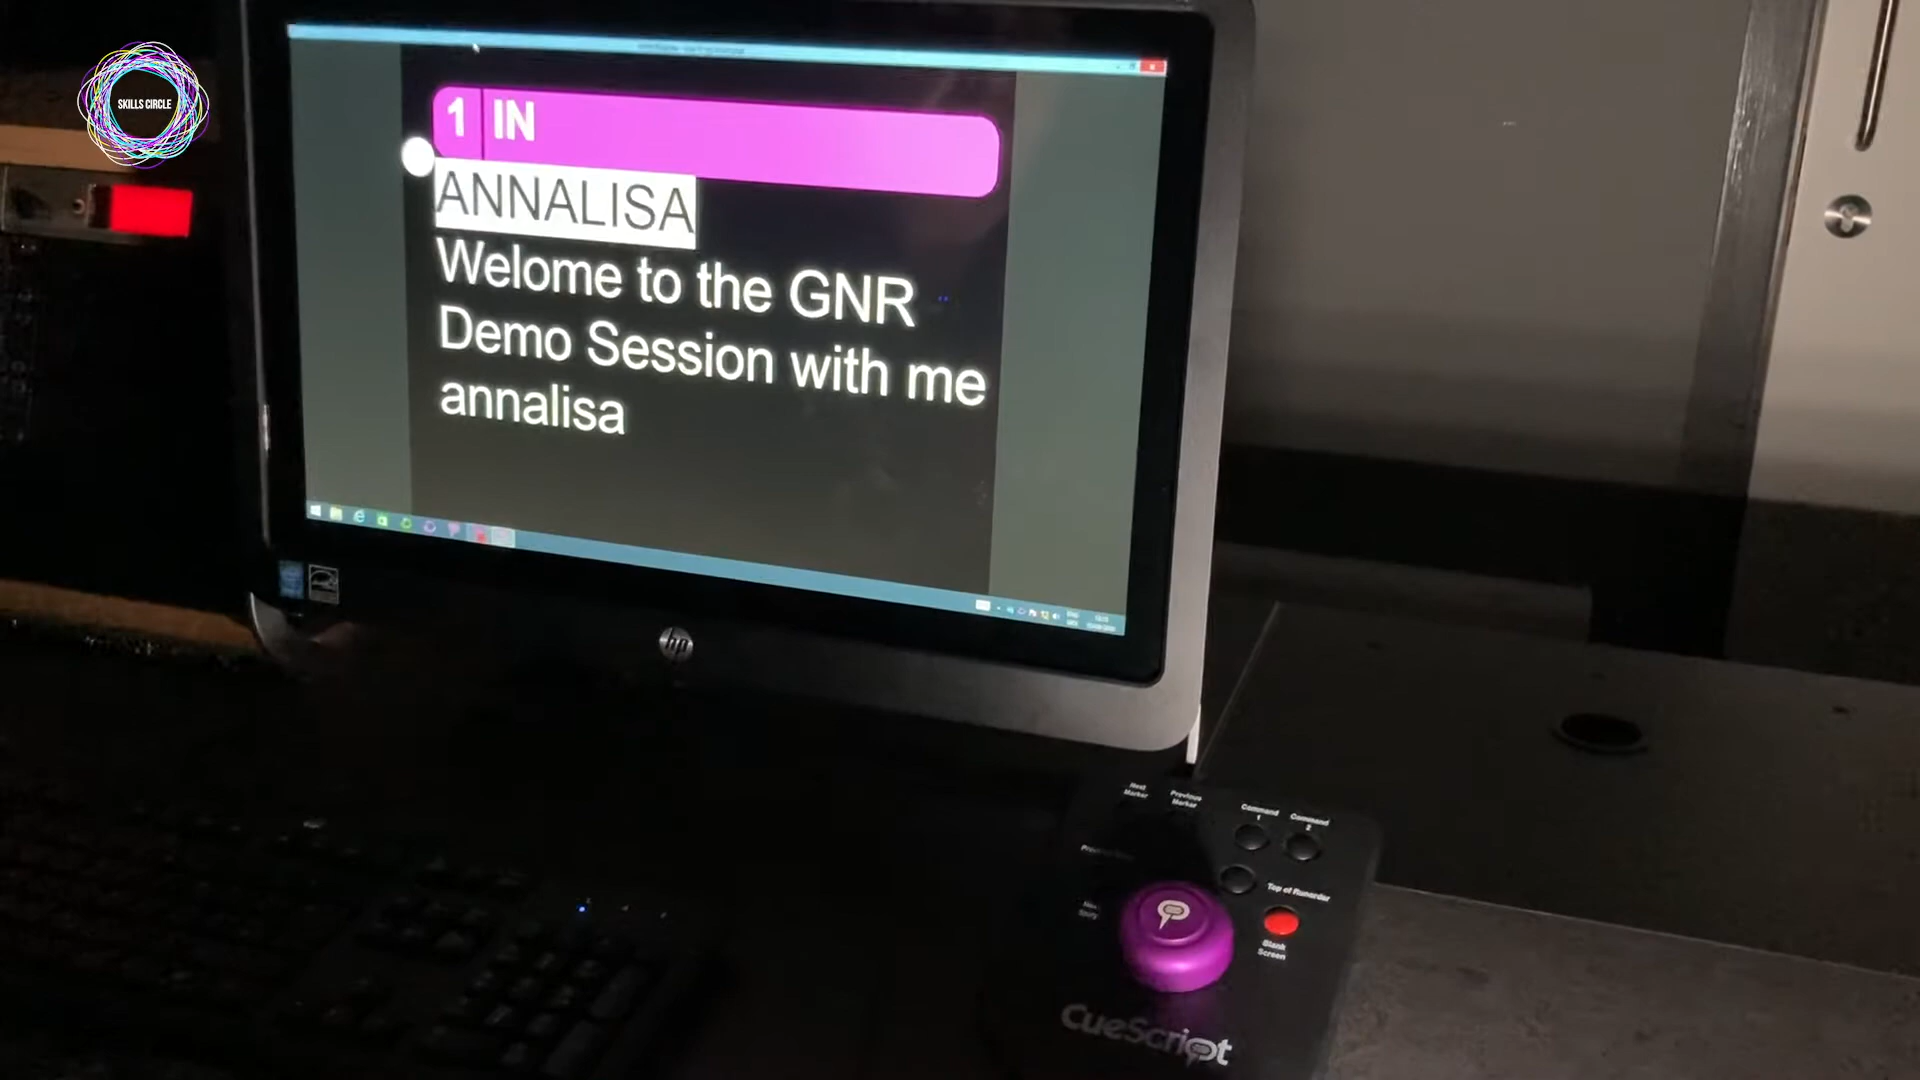 SKILLS CIRCLE
1 IN
ANNALISA
Welome to the GNR
Demo Session with me
annalisa
hp
Next
Marker
Previous
Marker
Command
1
Command
2
Top of Runorder
Blank
Screen
CueScript